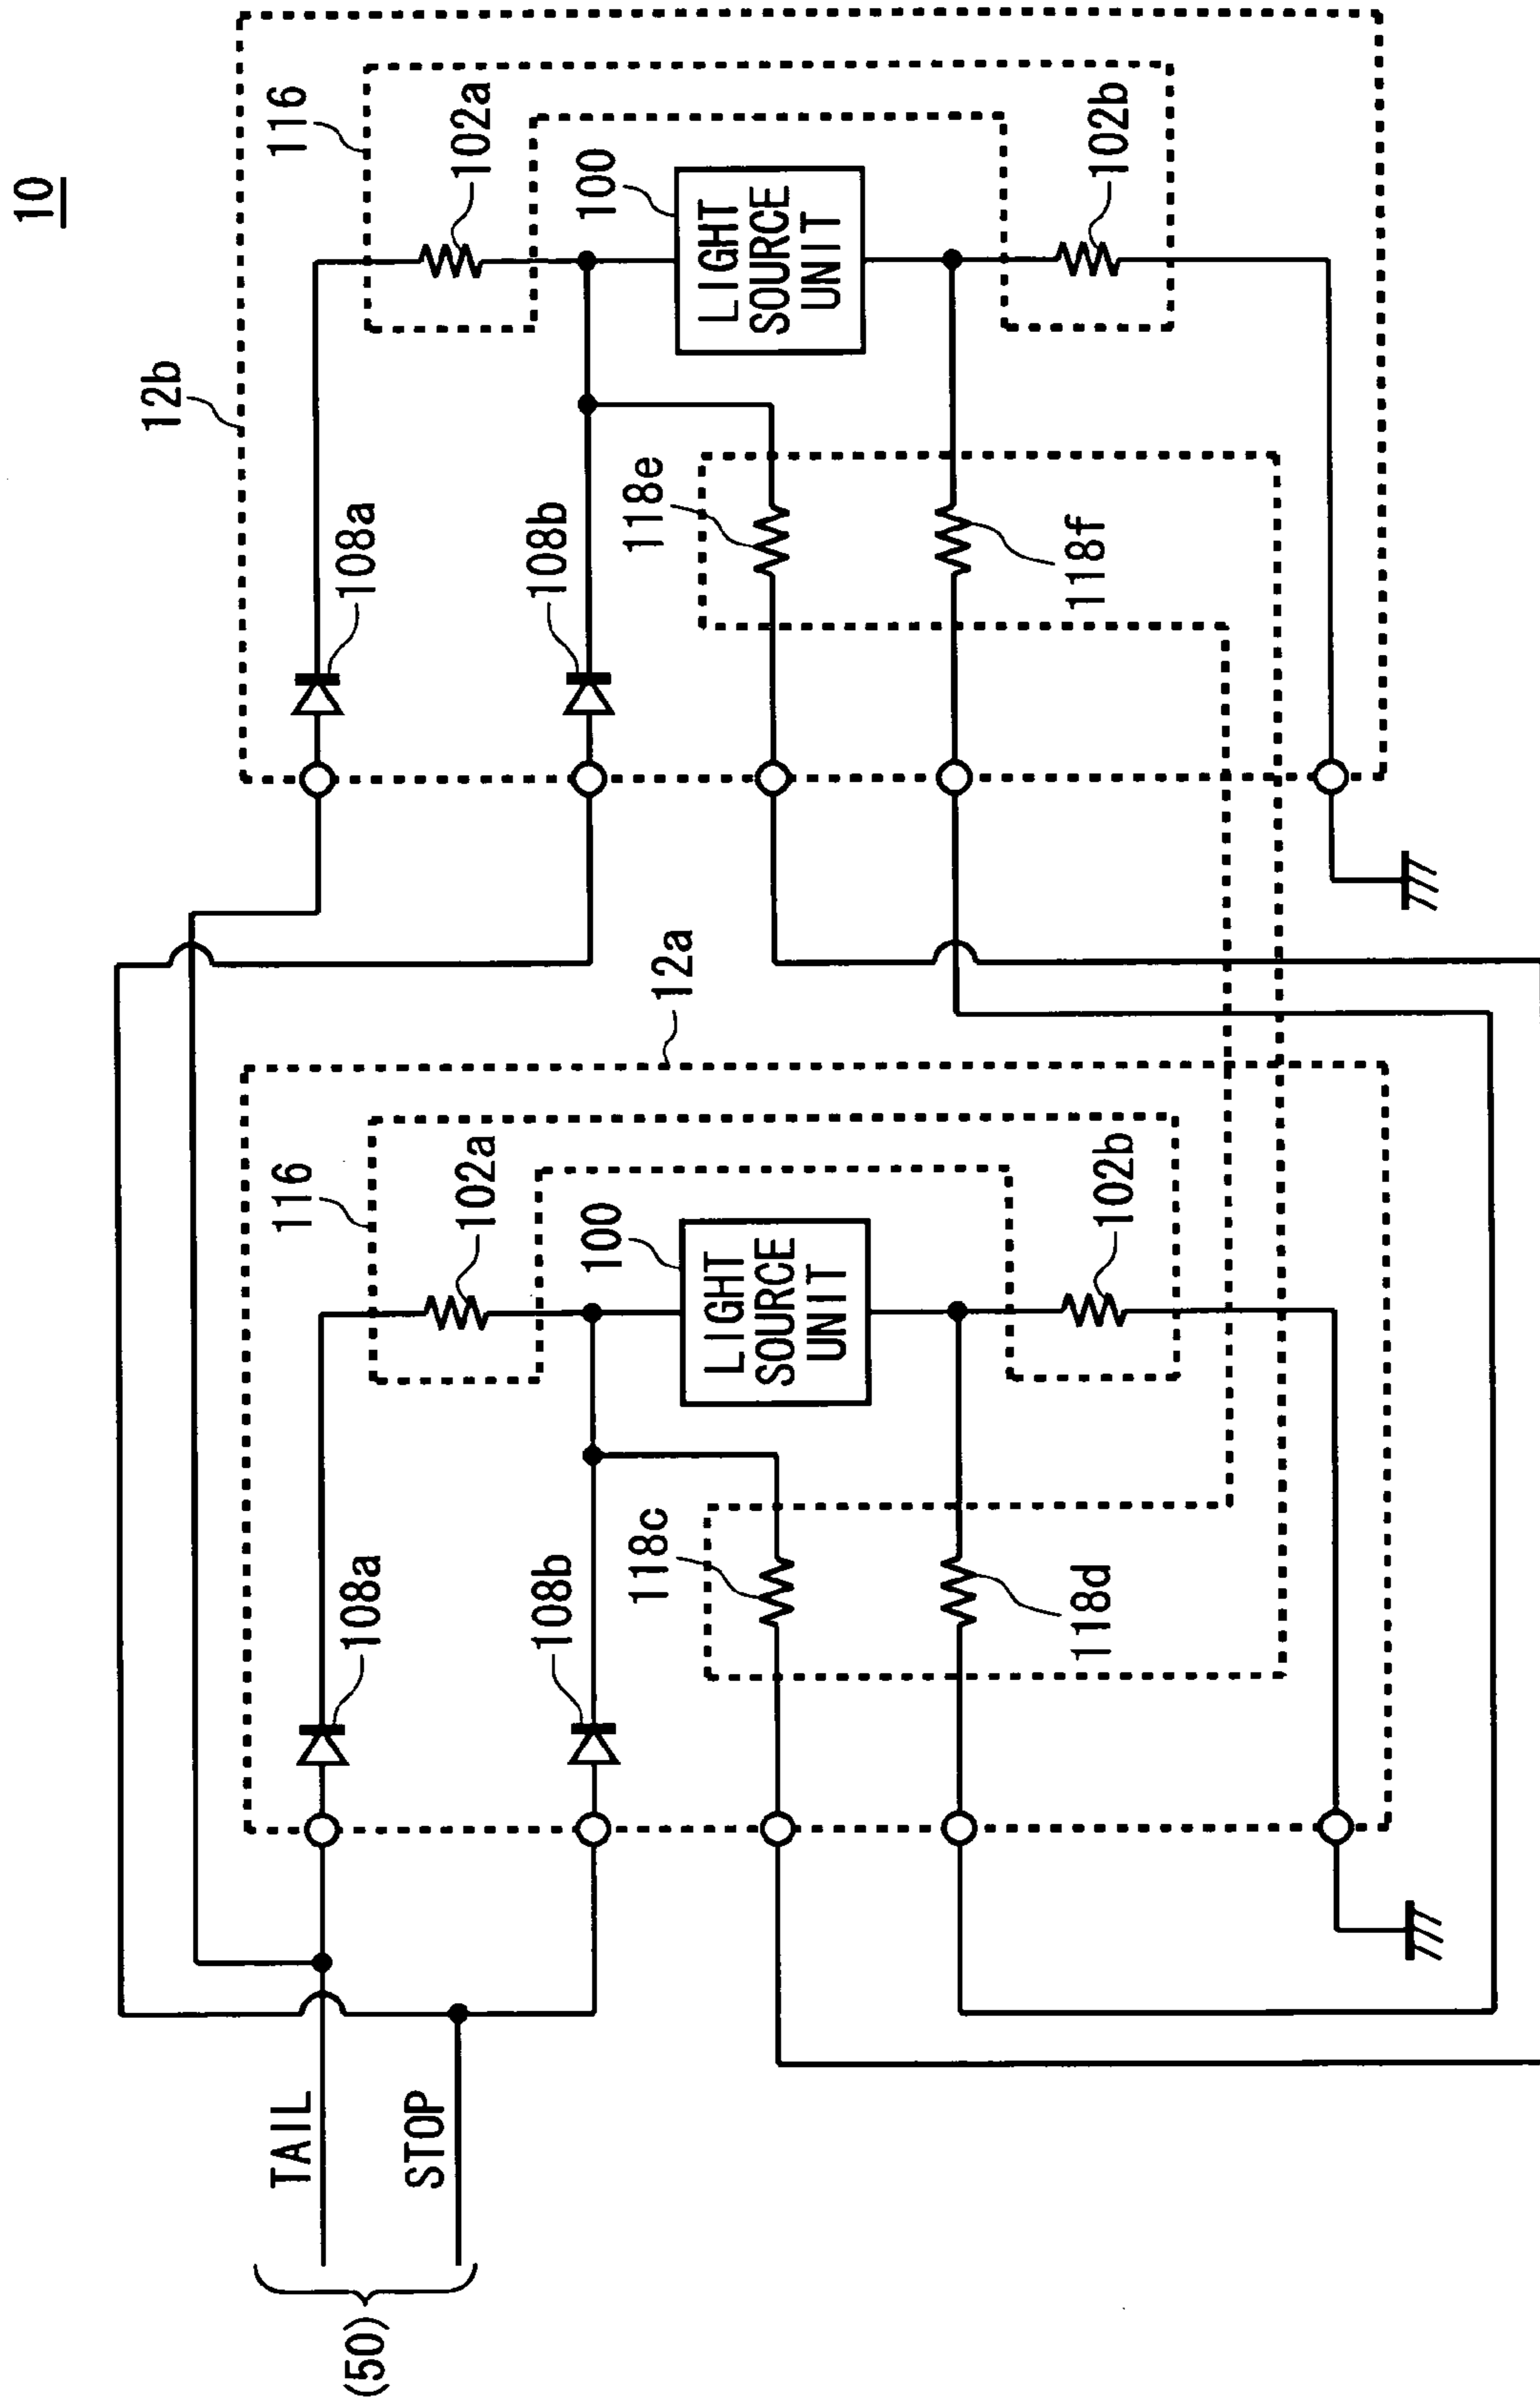 10
12b
116
102a
108a
100
LIGHT
SOURCE
UNIT
108b
118e
118f
102b
12a
116
102a
108a
100
LIGHT
SOURCE
UNIT
108b
118c
118d
102b
TAIL
STOP
(50)